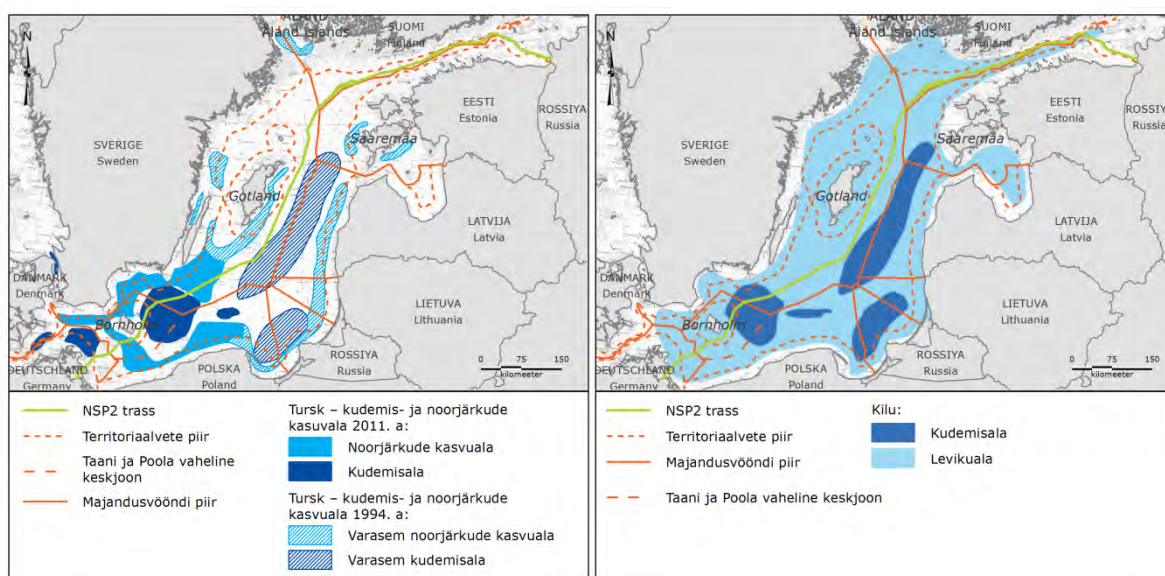 N
S
ÅLAND
Åland Islands
SUOMI
Finland
EESTI
Estonia
ROSSIYA
Russia
SVERIGE
Sweden
Saaremaa
Gotland
LATVIJA
Latvia
DANMARK
Denmark
LIETUVA
Lithuania
Bornholm
ROSSIYA
Russia
POLSKA
Poland
DEUTSCHLAND
Germany
0 75 150
kilomeeter
NSP2 trass
Territoriaalvete piir
Taani ja Poola vaheline
keskjoon
Majandusvööndi piir
Tursk – kudemis- ja noorjärkude
kasuvala 2011. a:
Noorjärkude kasvuala
Kudemisala
Tursk – kudemis- ja noorjärkude
kasvuala 1994. a:
Varasem noorjärkude kasvuala
Varasem kudemisala
N
S
ÅLAND
Åland Islands
SUOMI
Finland
EESTI
Estonia
ROSSIYA
Russia
SVERIGE
Sweden
Saaremaa
Gotland
LATVIJA
Latvia
DANMARK
Denmark
LIETUVA
Lithuania
Bornholm
ROSSIYA
Russia
POLSKA
Poland
DEUTSCHLAND
Germany
0 75 150
kilomeeter
NSP2 trass
Territoriaalvete piir
Majandusvööndi piir
Taani ja Poola vaheline keskjoon
Kilu:
Kudemisala
Levikuala